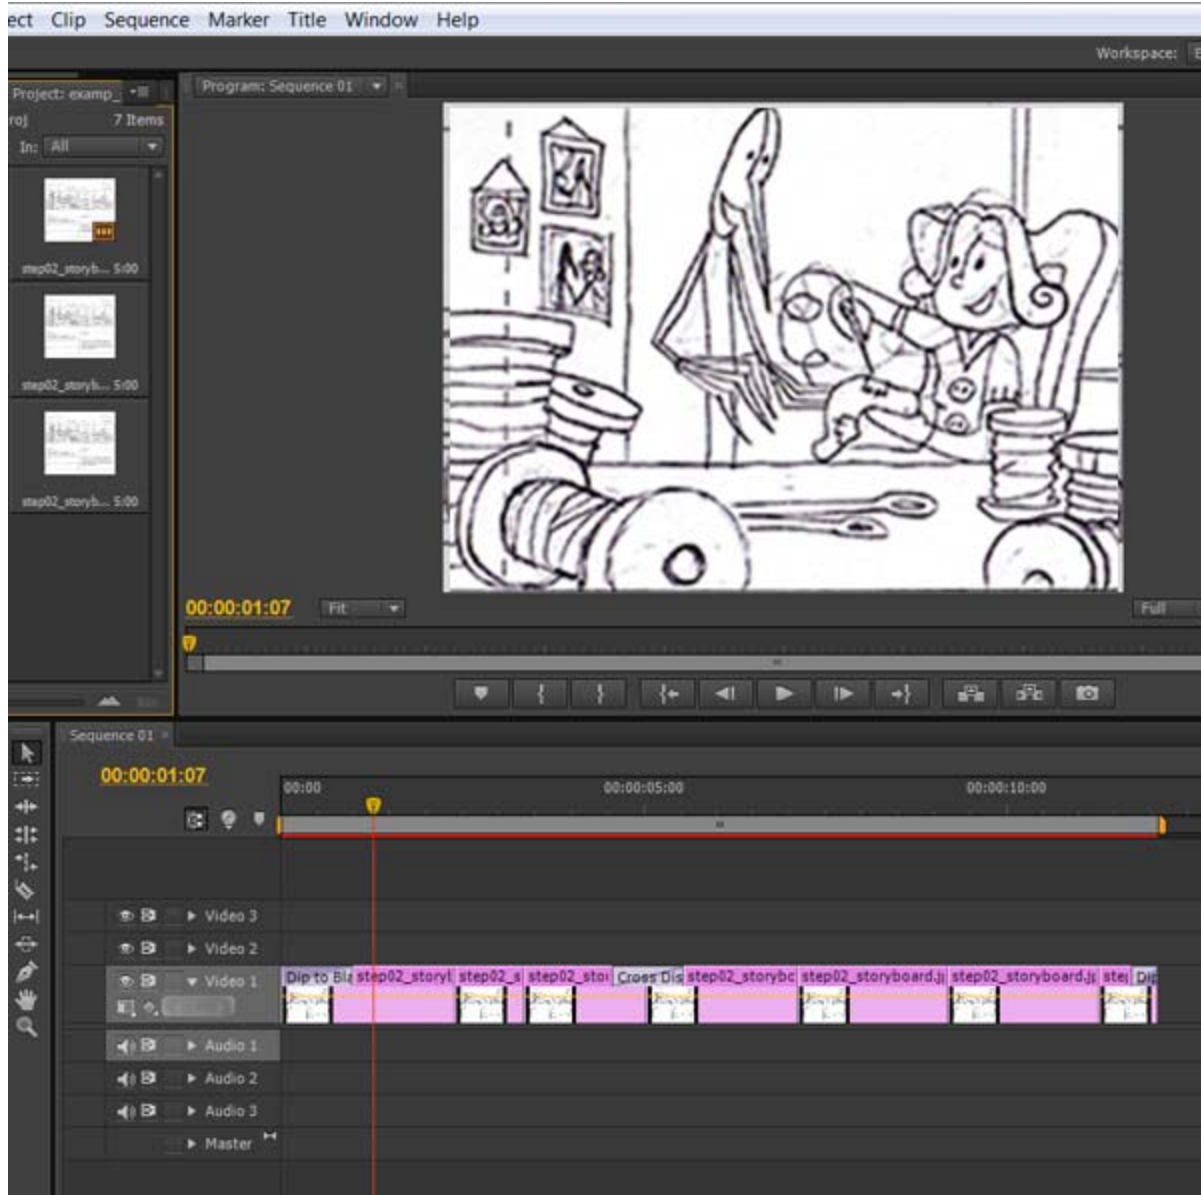 ect Clip Sequence Marker Title Window Help
Workspace:
Project: examp_
Program: Sequence 01
roj 7 Items
In: All
step02_storyb... 5:00
step02_storyb... 5:00
step02_storyb... 5:00
00:00:01:07 Fit Full
Sequence 01
00:00:01:07
00:00 00:00:05:00 00:00:10:00
Video 3
Video 2
Video 1
Dip to Bla step02_storyt step02_s step02_stor Cross Dis step02_storybc step02_storyboard.j step02_storyboard.j ste Dip
Audio 1
Audio 2
Audio 3
Master